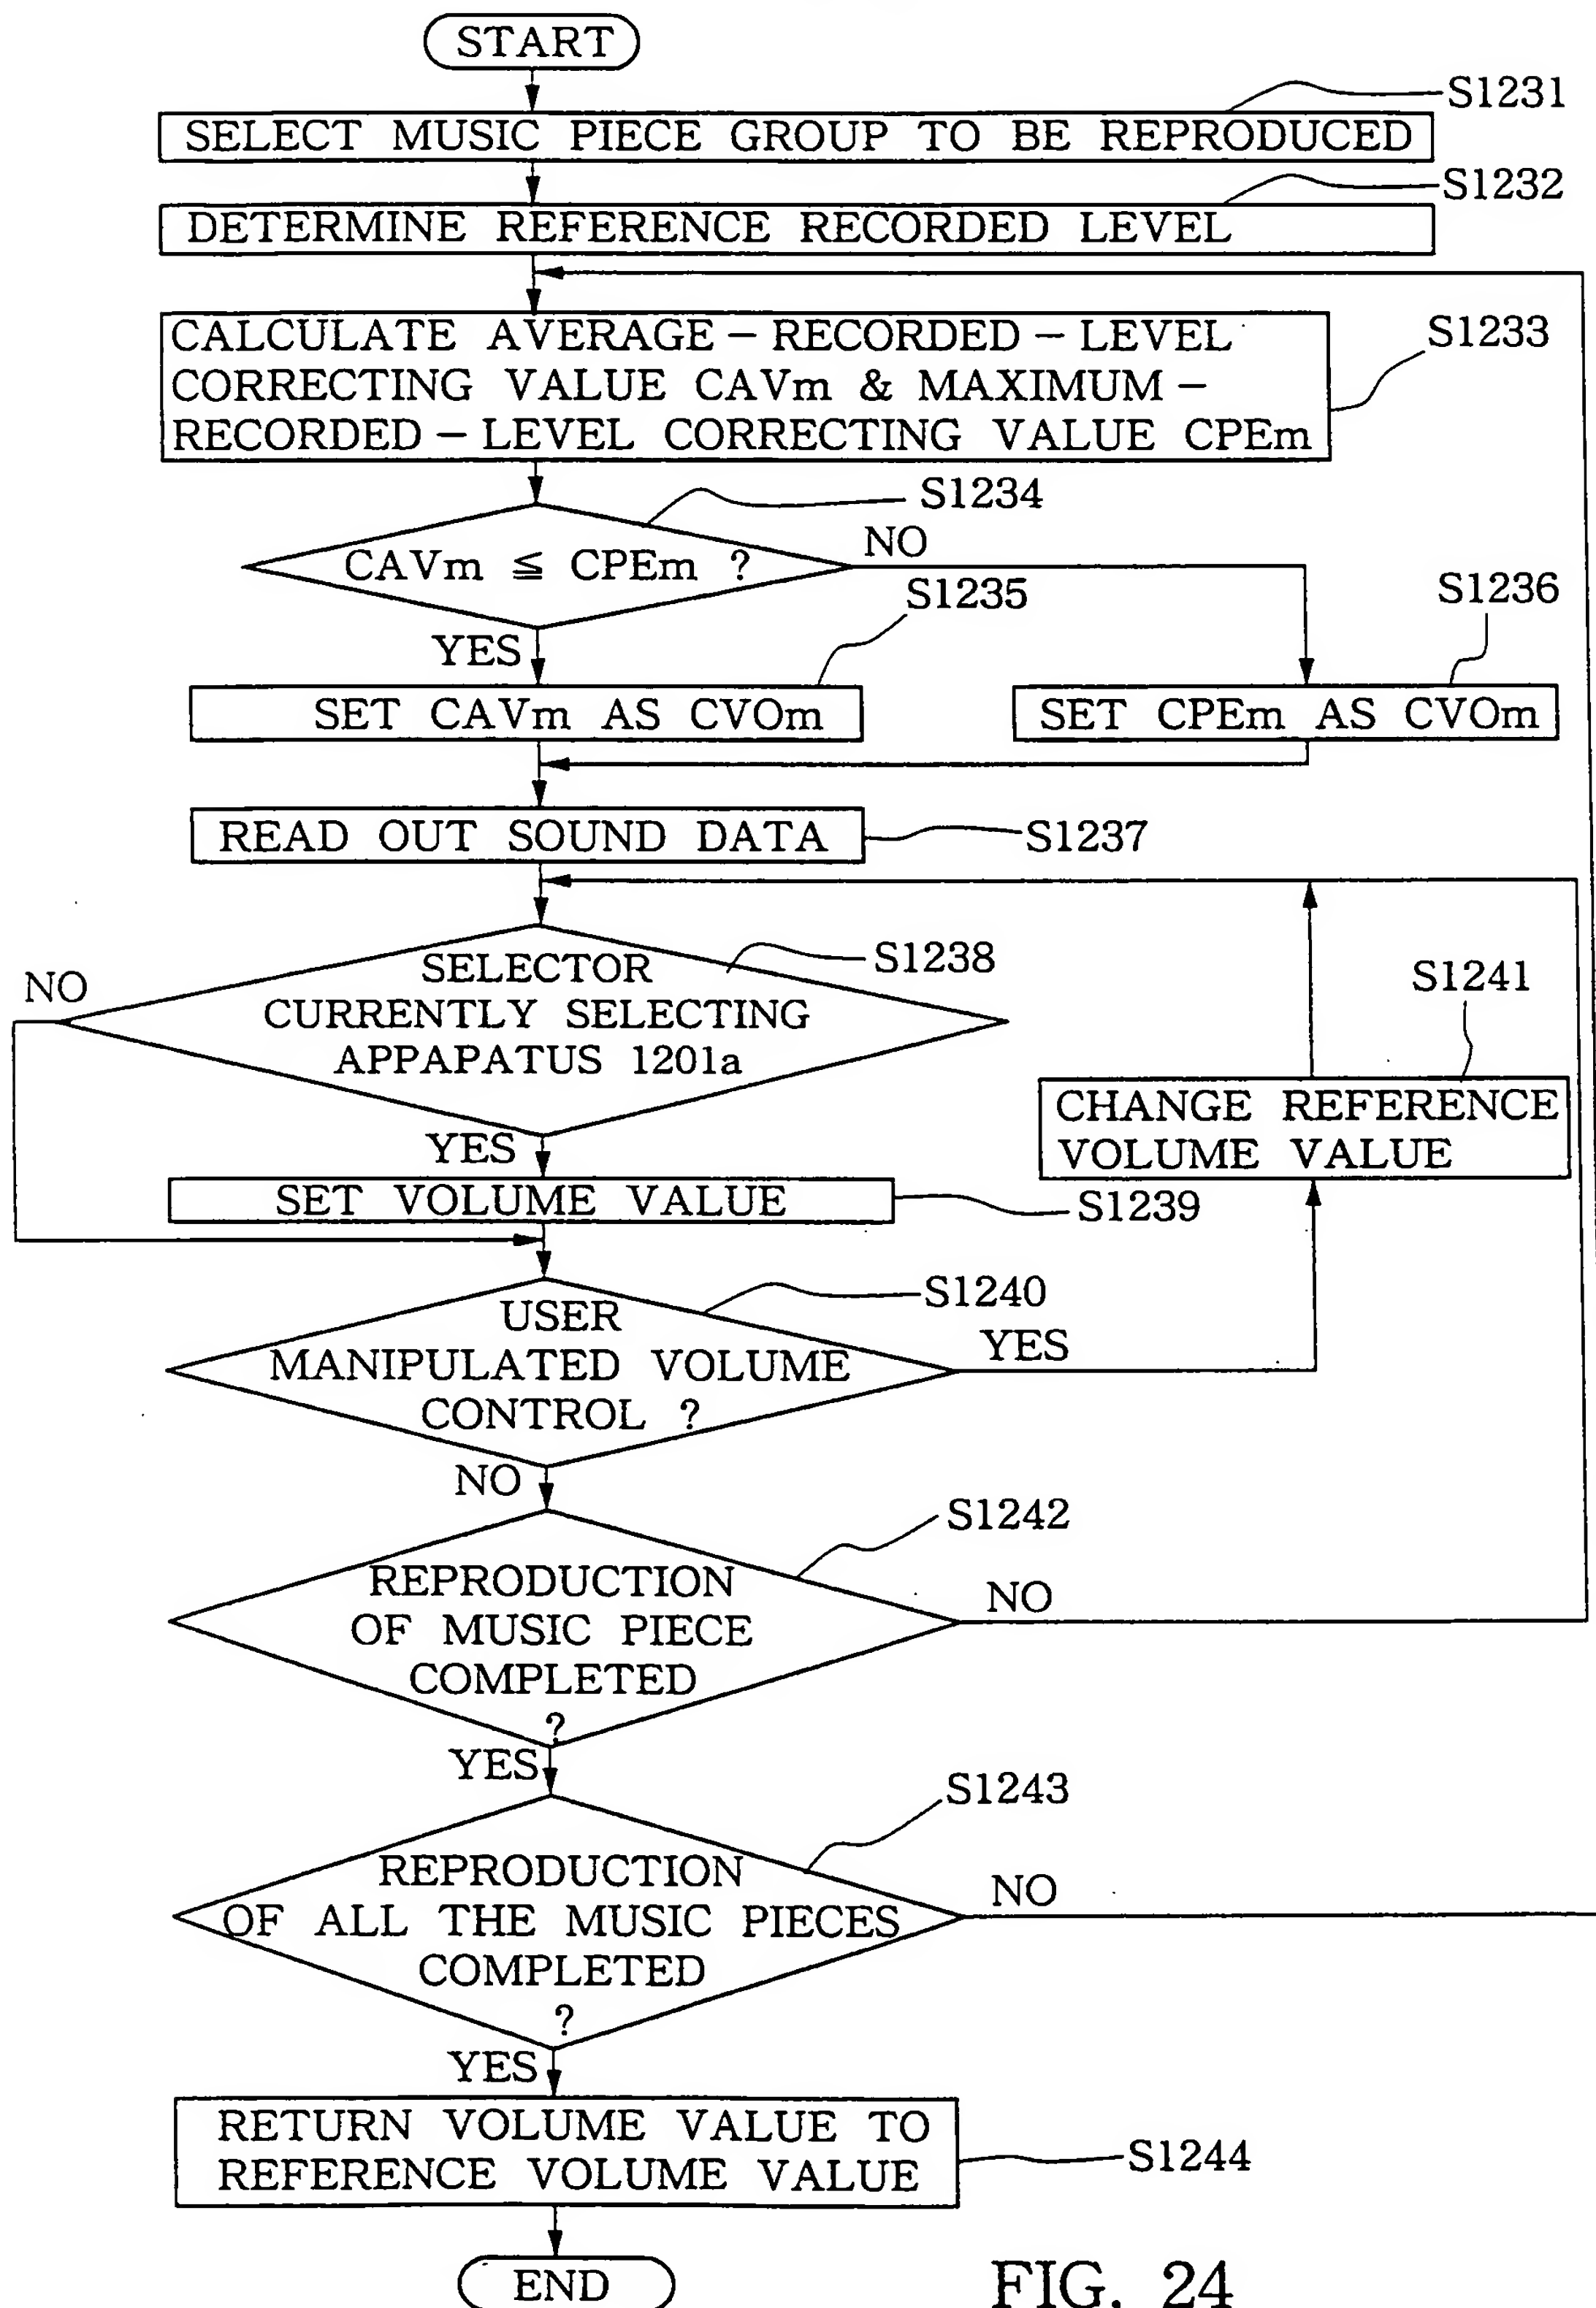 START
S1231
SELECT MUSIC PIECE GROUP TO BE REPRODUCED
S1232
DETERMINE REFERENCE RECORDED LEVEL
CALCULATE AVERAGE – RECORDED – LEVEL
CORRECTING VALUE CAVm & MAXIMUM –
RECORDED – LEVEL CORRECTING VALUE CPEm
S1233
S1234
CAVm ≦ CPEm ?
NO
YES
S1235
S1236
SET CAVm AS CVOm
SET CPEm AS CVOm
READ OUT SOUND DATA
S1237
NO
S1238
SELECTOR
CURRENTLY SELECTING
APPAPATUS 1201a
S1241
CHANGE REFERENCE
VOLUME VALUE
YES
SET VOLUME VALUE
S1239
S1240
USER
MANIPULATED VOLUME
CONTROL ?
YES
NO
S1242
REPRODUCTION
OF MUSIC PIECE
COMPLETED
?
NO
YES
S1243
REPRODUCTION
OF ALL THE MUSIC PIECES
COMPLETED
?
NO
YES
RETURN VOLUME VALUE TO
REFERENCE VOLUME VALUE
S1244
END
FIG. 24